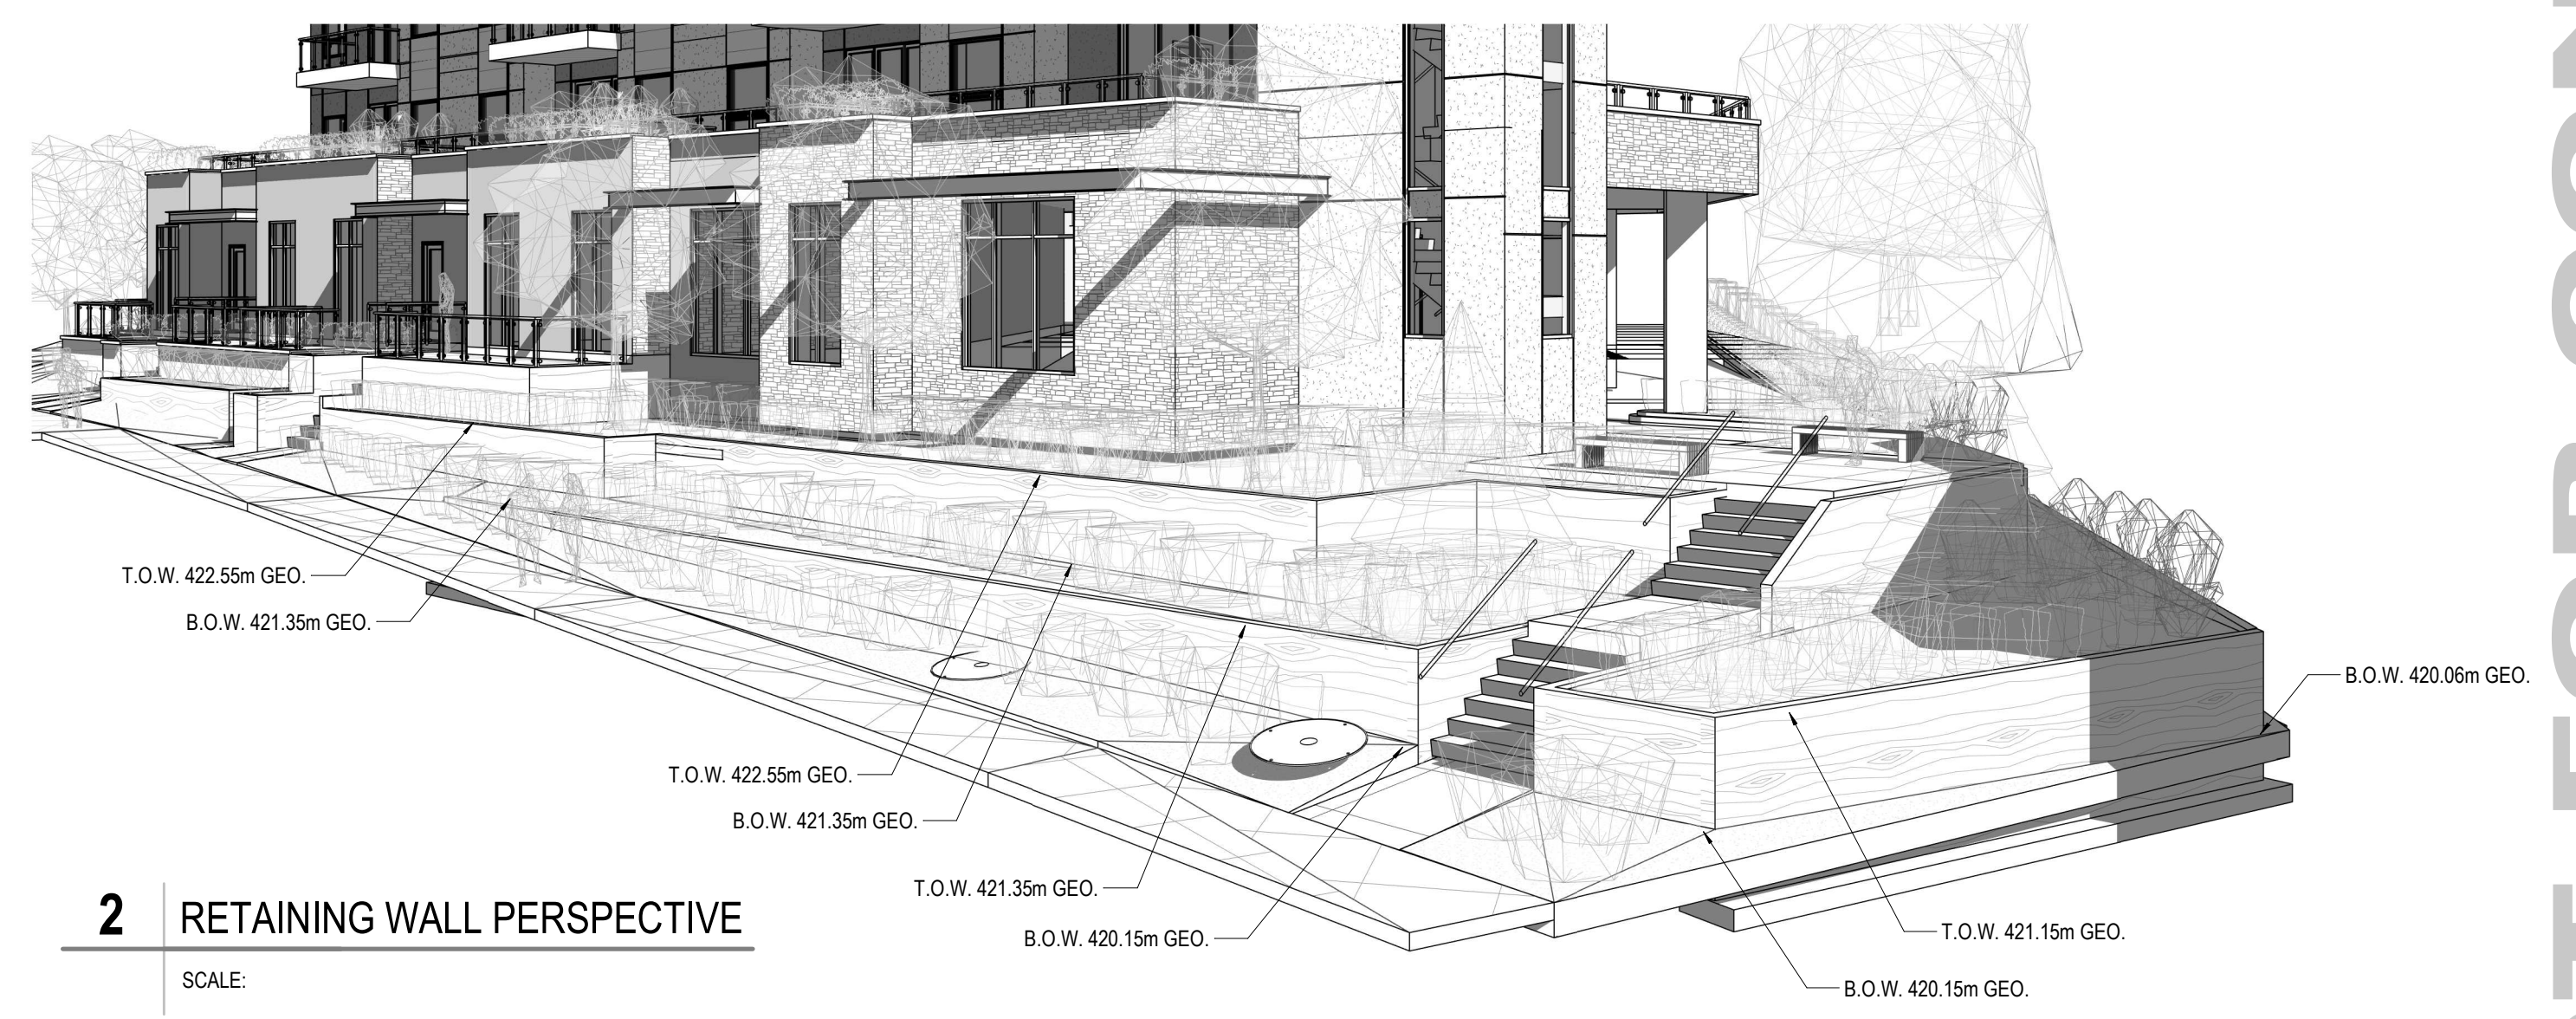 T.O.W. 422.55m GEO.
B.O.W. 421.35m GEO.
T.O.W. 422.55m GEO.
B.O.W. 421.35m GEO.
T.O.W. 421.35m GEO.
B.O.W. 420.15m GEO.
B.O.W. 420.06m GEO.
T.O.W. 421.15m GEO.
B.O.W. 420.15m GEO.
2 RETAINING WALL PERSPECTIVE
SCALE: